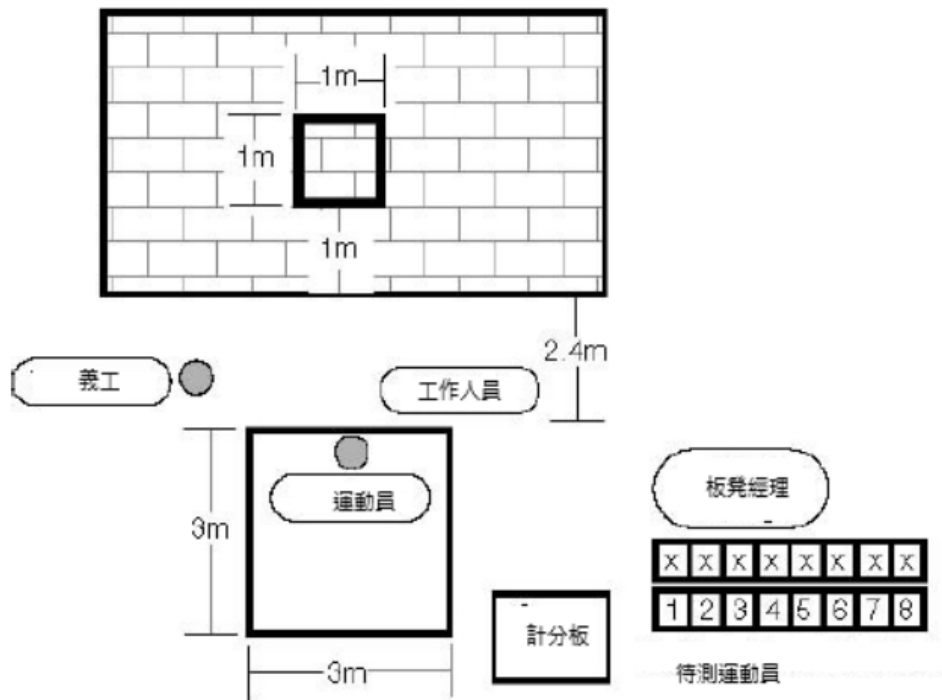 1m
1m
1m
2.4m
義工
工作人員
運動員
3m
板凳經理
x x x x x x x x
1 2 3 4 5 6 7 8
計分板
3m
待測運動員